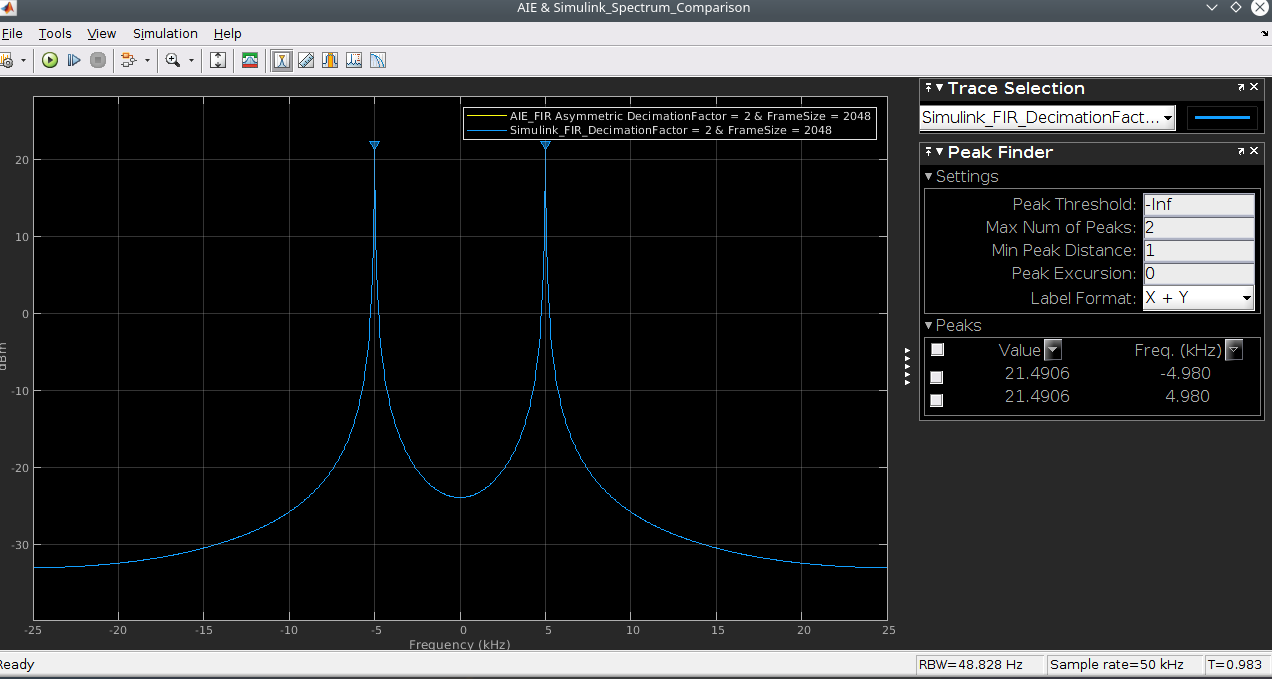 AIE & Simulink_Spectrum_Comparison
File Tools View Simulation Help
AIE_FIR Asymmetric DecimationFactor = 2 & FrameSize = 2048
Simulink_FIR_DecimationFactor = 2 & FrameSize = 2048
20
10
0
-10
-20
-30
dBm
-25 -20 -15 -10 -5 0 5 10 15 20 25
Frequency (kHz)
Trace Selection
Simulink_FIR_DecimationFact...
Peak Finder
Settings
Peak Threshold: -Inf
Max Num of Peaks: 2
Min Peak Distance: 1
Peak Excursion: 0
Label Format: X + Y
Peaks
Value Freq. (kHz)
21.4906 -4.980
21.4906 4.980
Ready RBW=48.828 Hz Sample rate=50 kHz T=0.983